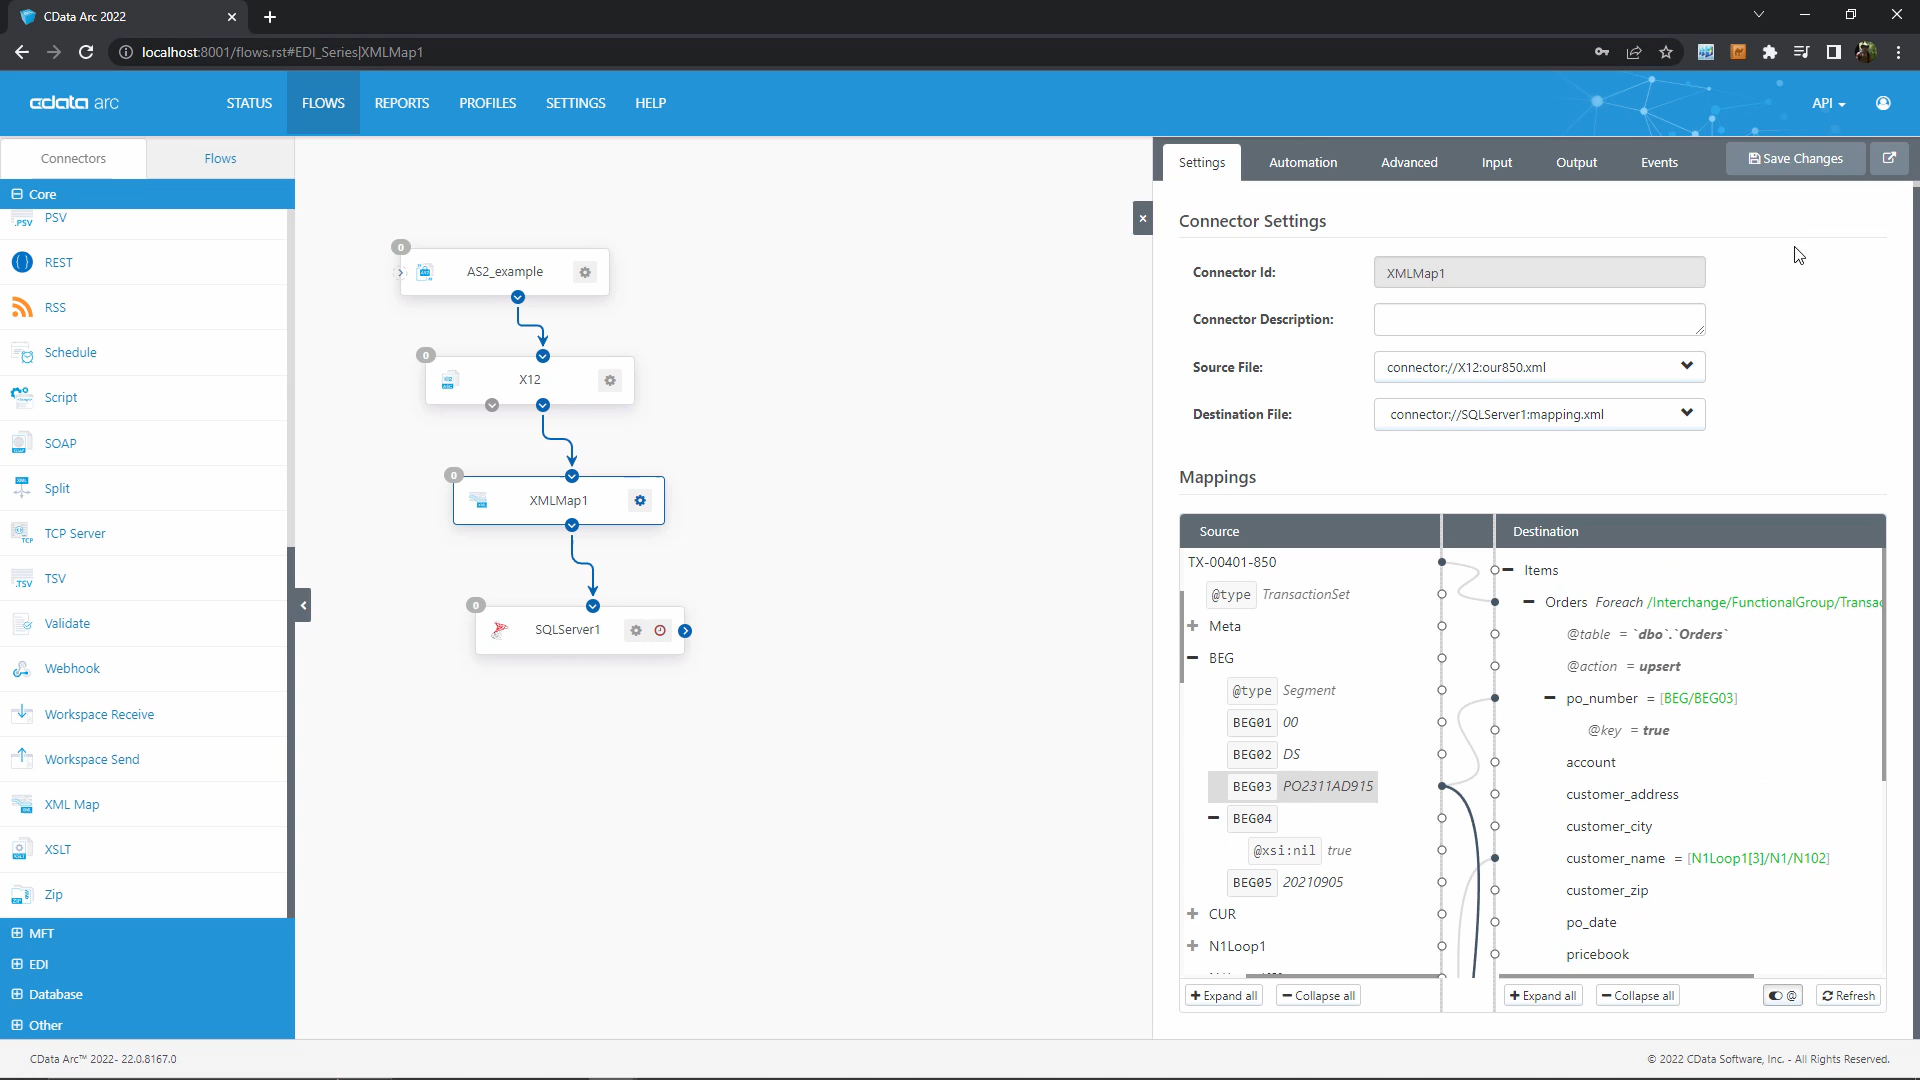 CData Arc 2022
localhost:8001/flows.rst#EDI_Series|XMLMap1
cdata arc
STATUS
FLOWS
REPORTS
PROFILES
SETTINGS
HELP
API
Connectors
Flows
Core
PSV
REST
RSS
Schedule
Script
SOAP
Split
TCP Server
TSV
Validate
Webhook
Workspace Receive
Workspace Send
XML Map
XSLT
Zip
MFT
EDI
Database
Other
0
AS2_example
0
X12
0
XMLMap1
0
SQLServer1
Settings
Automation
Advanced
Input
Output
Events
Save Changes
Connector Settings
Connector Id:
XMLMap1
Connector Description:
Source File:
connector://X12:our850.xml
Destination File:
connector://SQLServer1:mapping.xml
Mappings
Source
TX-00401-850
@type TransactionSet
Meta
BEG
@type Segment
BEG01 00
BEG02 DS
BEG03 PO2311AD915
BEG04
@xsi:nil true
BEG05 20210905
CUR
N1Loop1
Expand all
Collapse all
Destination
Items
Orders Foreach /Interchange/FunctionalGroup/Transac
@table = `dbo`.`Orders`
@action = upsert
po_number = [BEG/BEG03]
@key = true
account
customer_address
customer_city
customer_name = [N1Loop1[3]/N1/N102]
customer_zip
po_date
pricebook
Expand all
Collapse all
@
Refresh
CData Arc™ 2022- 22.0.8167.0
© 2022 CData Software, Inc. - All Rights Reserved.